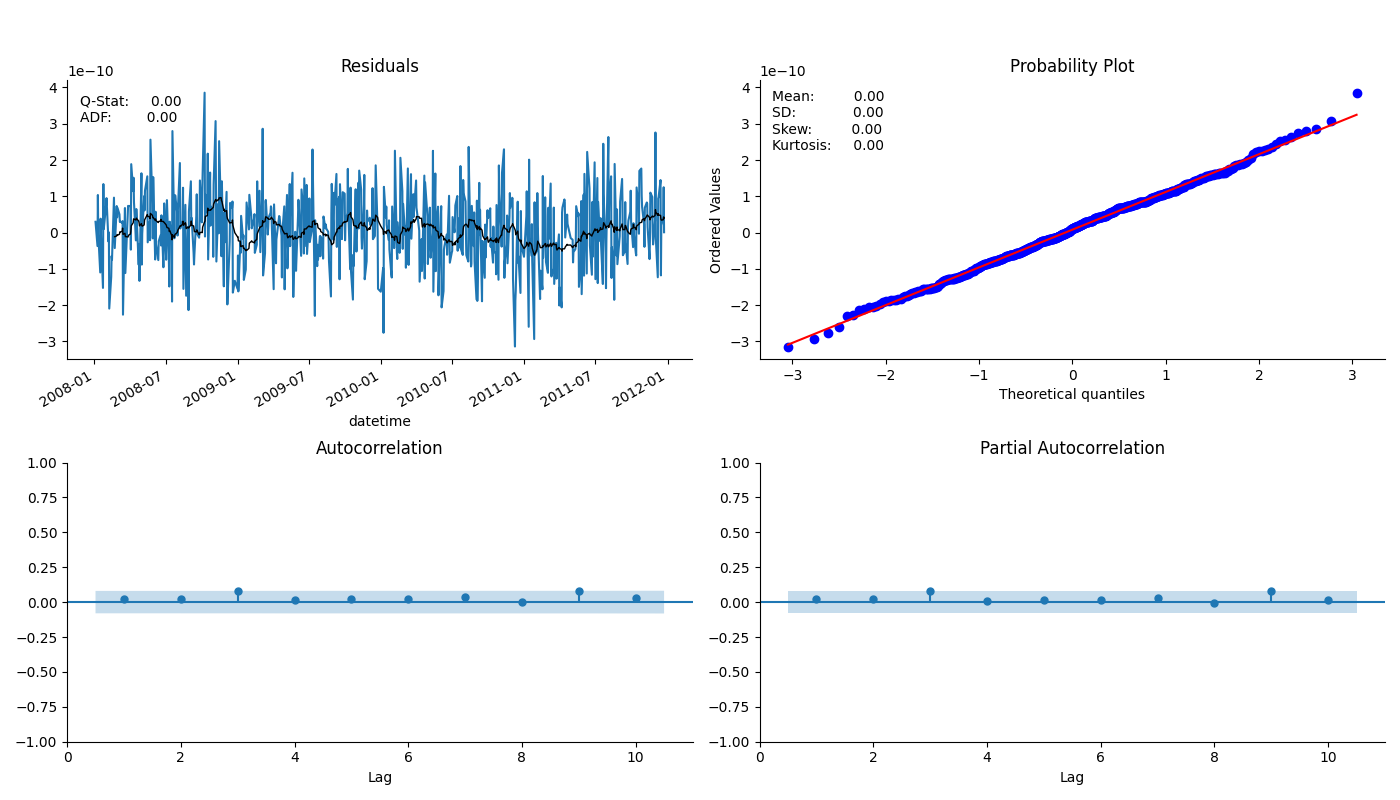 Residuals
1e−10
Q-Stat: 0.00
ADF: 0.00
4
3
2
1
0
−1
−2
−3
2008-01
2008-07
2009-01
2009-07
2010-01
2010-07
2011-01
2011-07
2012-01
datetime
Probability Plot
1e−10
Mean: 0.00
SD: 0.00
Skew: 0.00
Kurtosis: 0.00
Ordered Values
4
3
2
1
0
−1
−2
−3
−3 −2 −1 0 1 2 3
Theoretical quantiles
Autocorrelation
1.00
0.75
0.50
0.25
0.00
−0.25
−0.50
−0.75
−1.00
0 2 4 6 8 10
Lag
Partial Autocorrelation
1.00
0.75
0.50
0.25
0.00
−0.25
−0.50
−0.75
−1.00
0 2 4 6 8 10
Lag